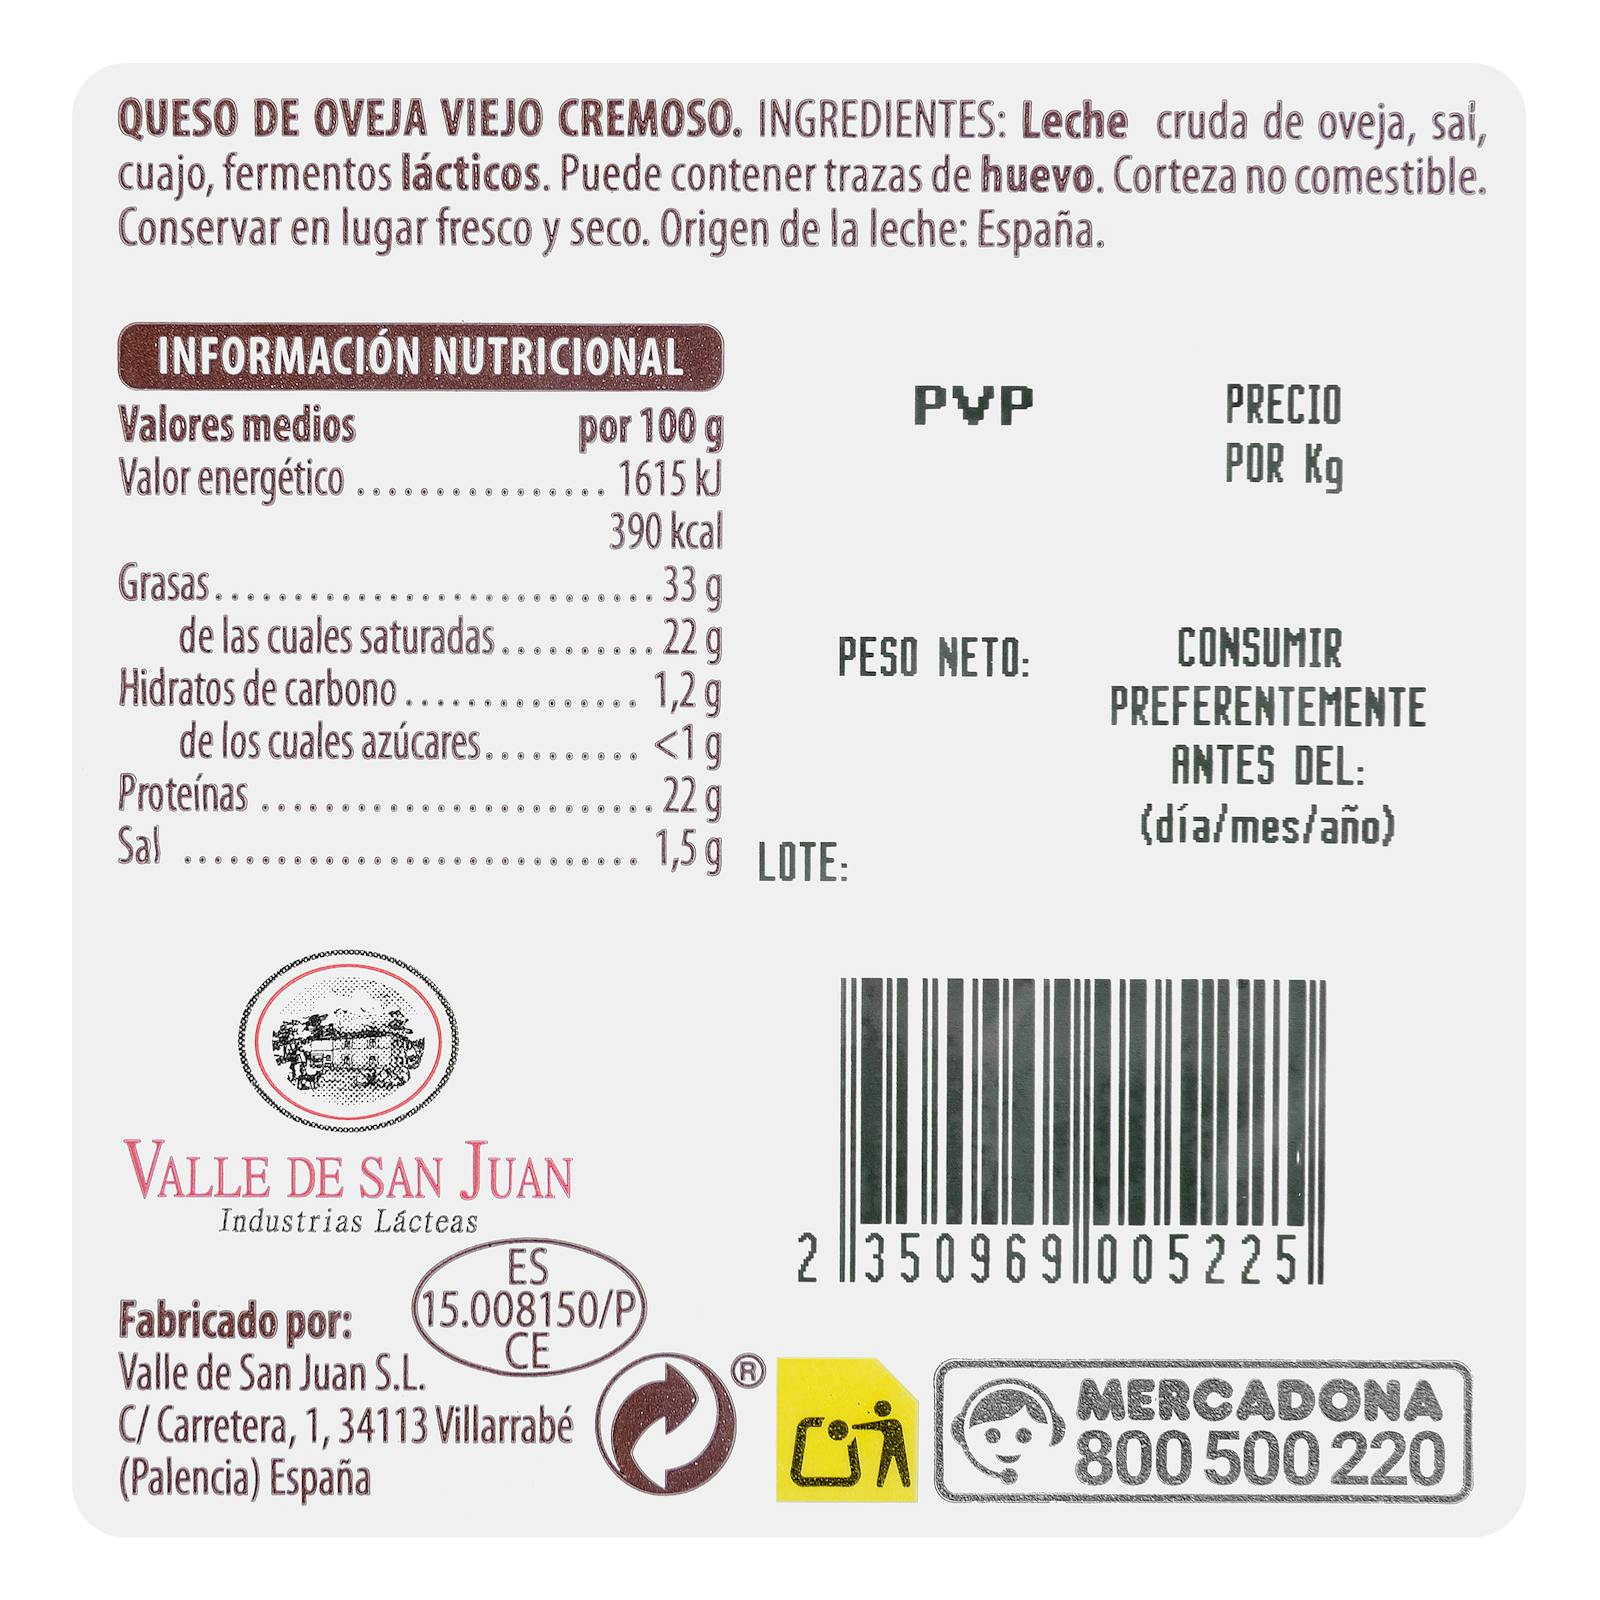 QUESO DE OVEJA VIEJO CREMOSO. INGREDIENTES: Leche cruda de oveja, sal,
cuajo, fermentos lácticos. Puede contener trazas de huevo. Corteza no comestible.
Conservar en lugar fresco y seco. Origen de la leche: España.
INFORMACIÓN NUTRICIONAL
Valores medios por 100 g
Valor energético ................ 1615 kJ
390 kcal
Grasas............................. 33 g
de las cuales saturadas.......... 22 g
Hidratos de carbono ............... 1,2 g
de los cuales azúcares.......... <1 g
Proteínas ......................... 22 g
Sal ............................. 1,5 g
PVP
PRECIO
POR Kg
PESO NETO:
CONSUMIR
PREFERENTEMENTE
ANTES DEL:
(día/mes/año)
LOTE:
VALLE DE SAN JUAN
Industrias Lácteas
ES
15.008150/P
CE
Fabricado por:
Valle de San Juan S.L.
C/ Carretera, 1, 34113 Villarrabé
(Palencia) España
®
2 350969 005225
MERCADONA
800 500 220